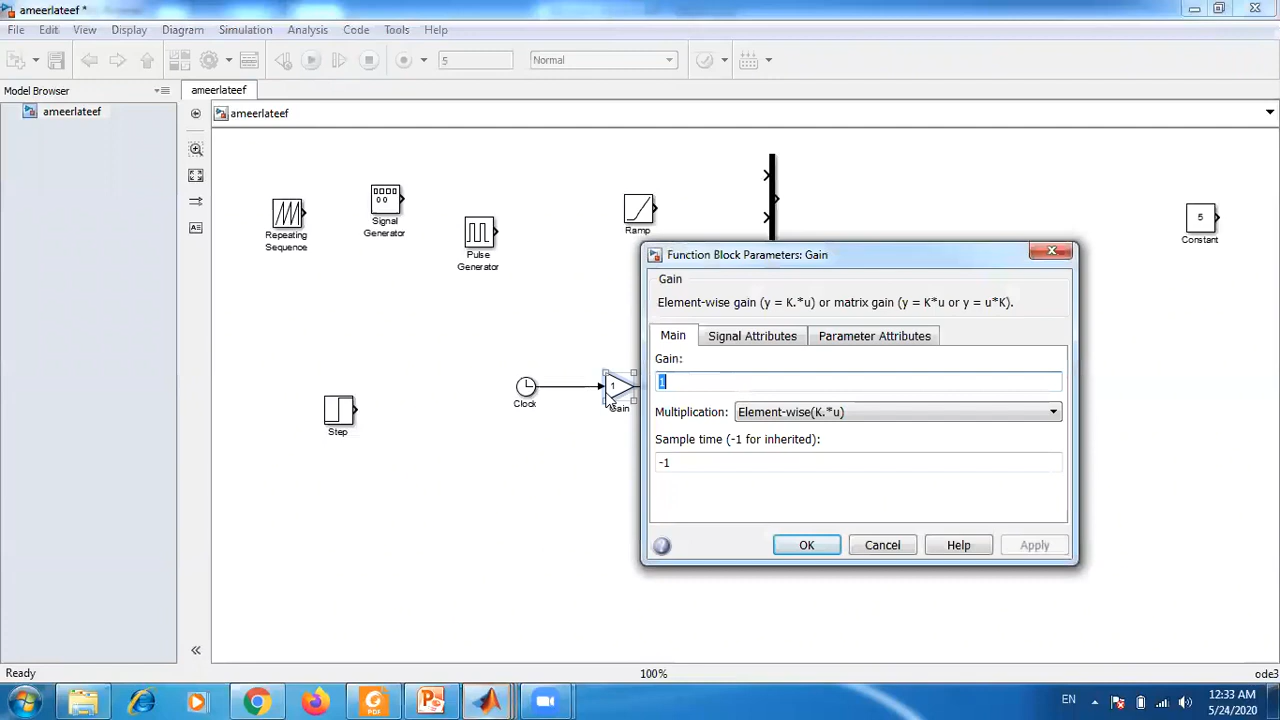 ameerlateef *
File Edit View Display Diagram Simulation Analysis Code Tools Help
5
Normal
Model Browser
ameerlateef
ameerlateef
ameerlateef
Repeating
Sequence
Signal
Generator
Pulse
Generator
Ramp
5
Constant
Clock
1
Gain
Step
Function Block Parameters: Gain
Gain
Element-wise gain (y = K.*u) or matrix gain (y = K*u or y = u*K).
Main Signal Attributes Parameter Attributes
Gain:
1
Multiplication: Element-wise(K.*u)
Sample time (-1 for inherited):
-1
OK Cancel Help Apply
Ready
100%
ode3
PDF
EN
12:33 AM
5/24/2020